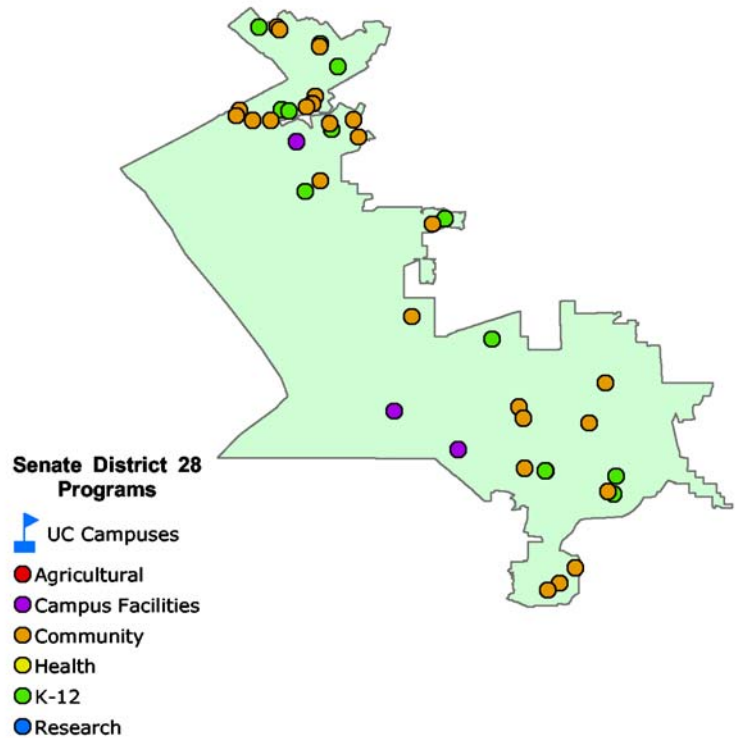 Senate District 28
Programs
UC Campuses
Agricultural
Campus Facilities
Community
Health
K-12
Research